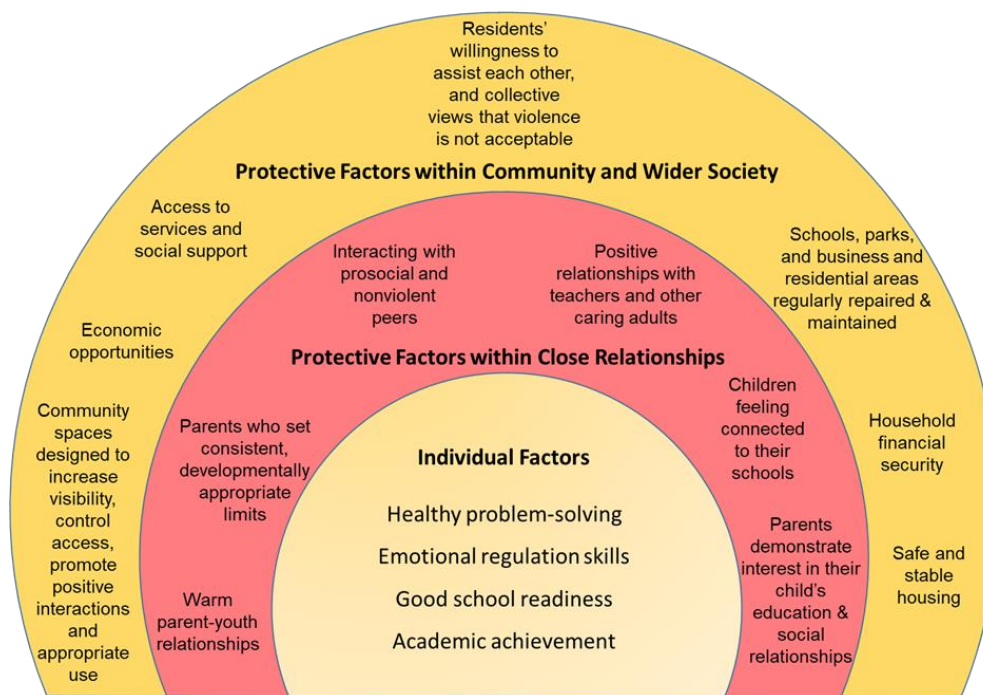 Residents'
willingness to
assist each other,
and collective
views that violence
is not acceptable
Protective Factors within Community and Wider Society
Access to
services and
social support
Economic
opportunities
Community
spaces
designed to
increase
visibility,
control
access,
promote
positive
interactions
and
appropriate
use
Schools, parks,
and business and
residential areas
regularly repaired &
maintained
Household
financial
security
Safe and
stable
housing
Interacting with
prosocial and
nonviolent
peers
Positive
relationships with
teachers and other
caring adults
Protective Factors within Close Relationships
Parents who set
consistent,
developmentally
appropriate
limits
Warm
parent-youth
relationships
Children
feeling
connected
to their
schools
Parents
demonstrate
interest in their
child's
education &
social
relationships
Individual Factors
Healthy problem-solving
Emotional regulation skills
Good school readiness
Academic achievement